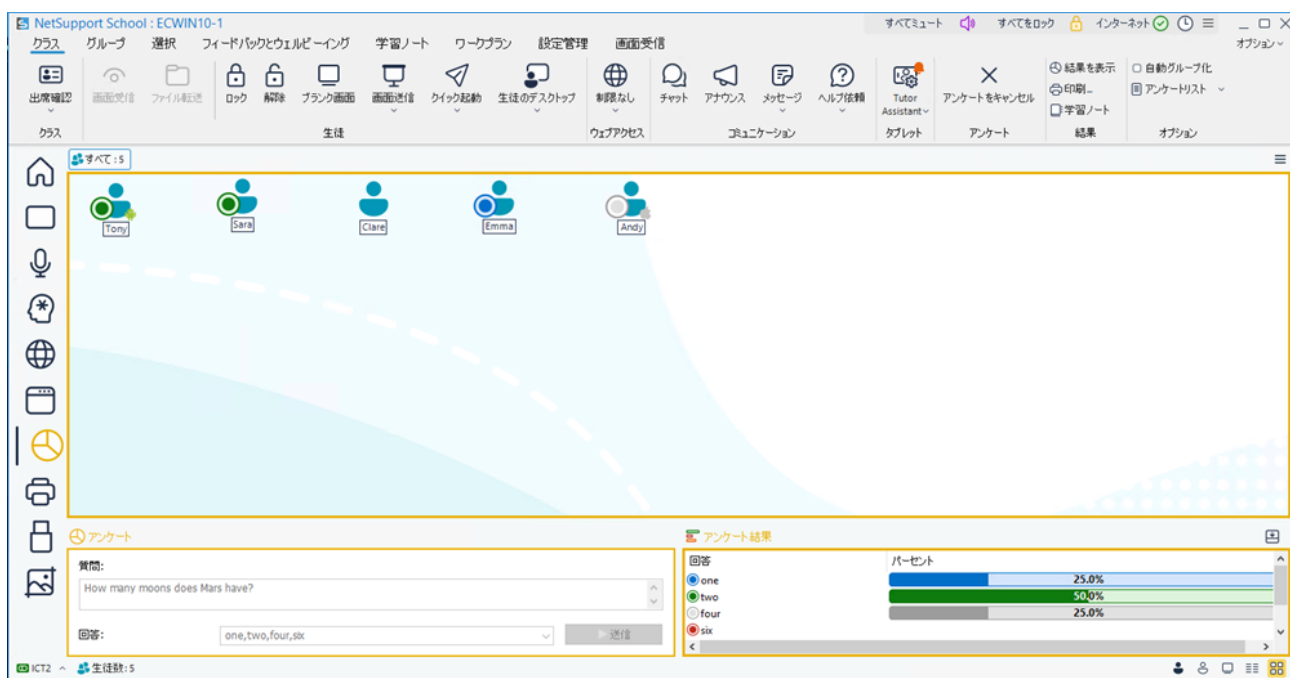 NetSupport School : ECWIN10-1
すべてミュート すべてをロック インターネット
クラス グループ 選択 フィードバックとウェルビーイング 学習ノート ワークプラン 設定管理 画面受信 オプション
出席確認 画面受信 ファイル転送 ロック 解除 ブランク画面 画面送信 クイック起動 生徒のデスクトップ 制限なし チャット アナウンス メッセージ ヘルプ依頼 Tutor Assistant アンケートをキャンセル
結果を表示 自動グループ化
印刷... アンケートリスト
学習ノート
クラス 生徒 ウェブアクセス コミュニケーション タブレット アンケート 結果 オプション
すべて : 5
Tony Sara Clare Emma Andy
アンケート
質問:
How many moons does Mars have?
回答: one,two,four,six 送信
アンケート結果
回答 パーセント
one 25.0%
two 50.0%
four 25.0%
six
ICT2 生徒数: 5